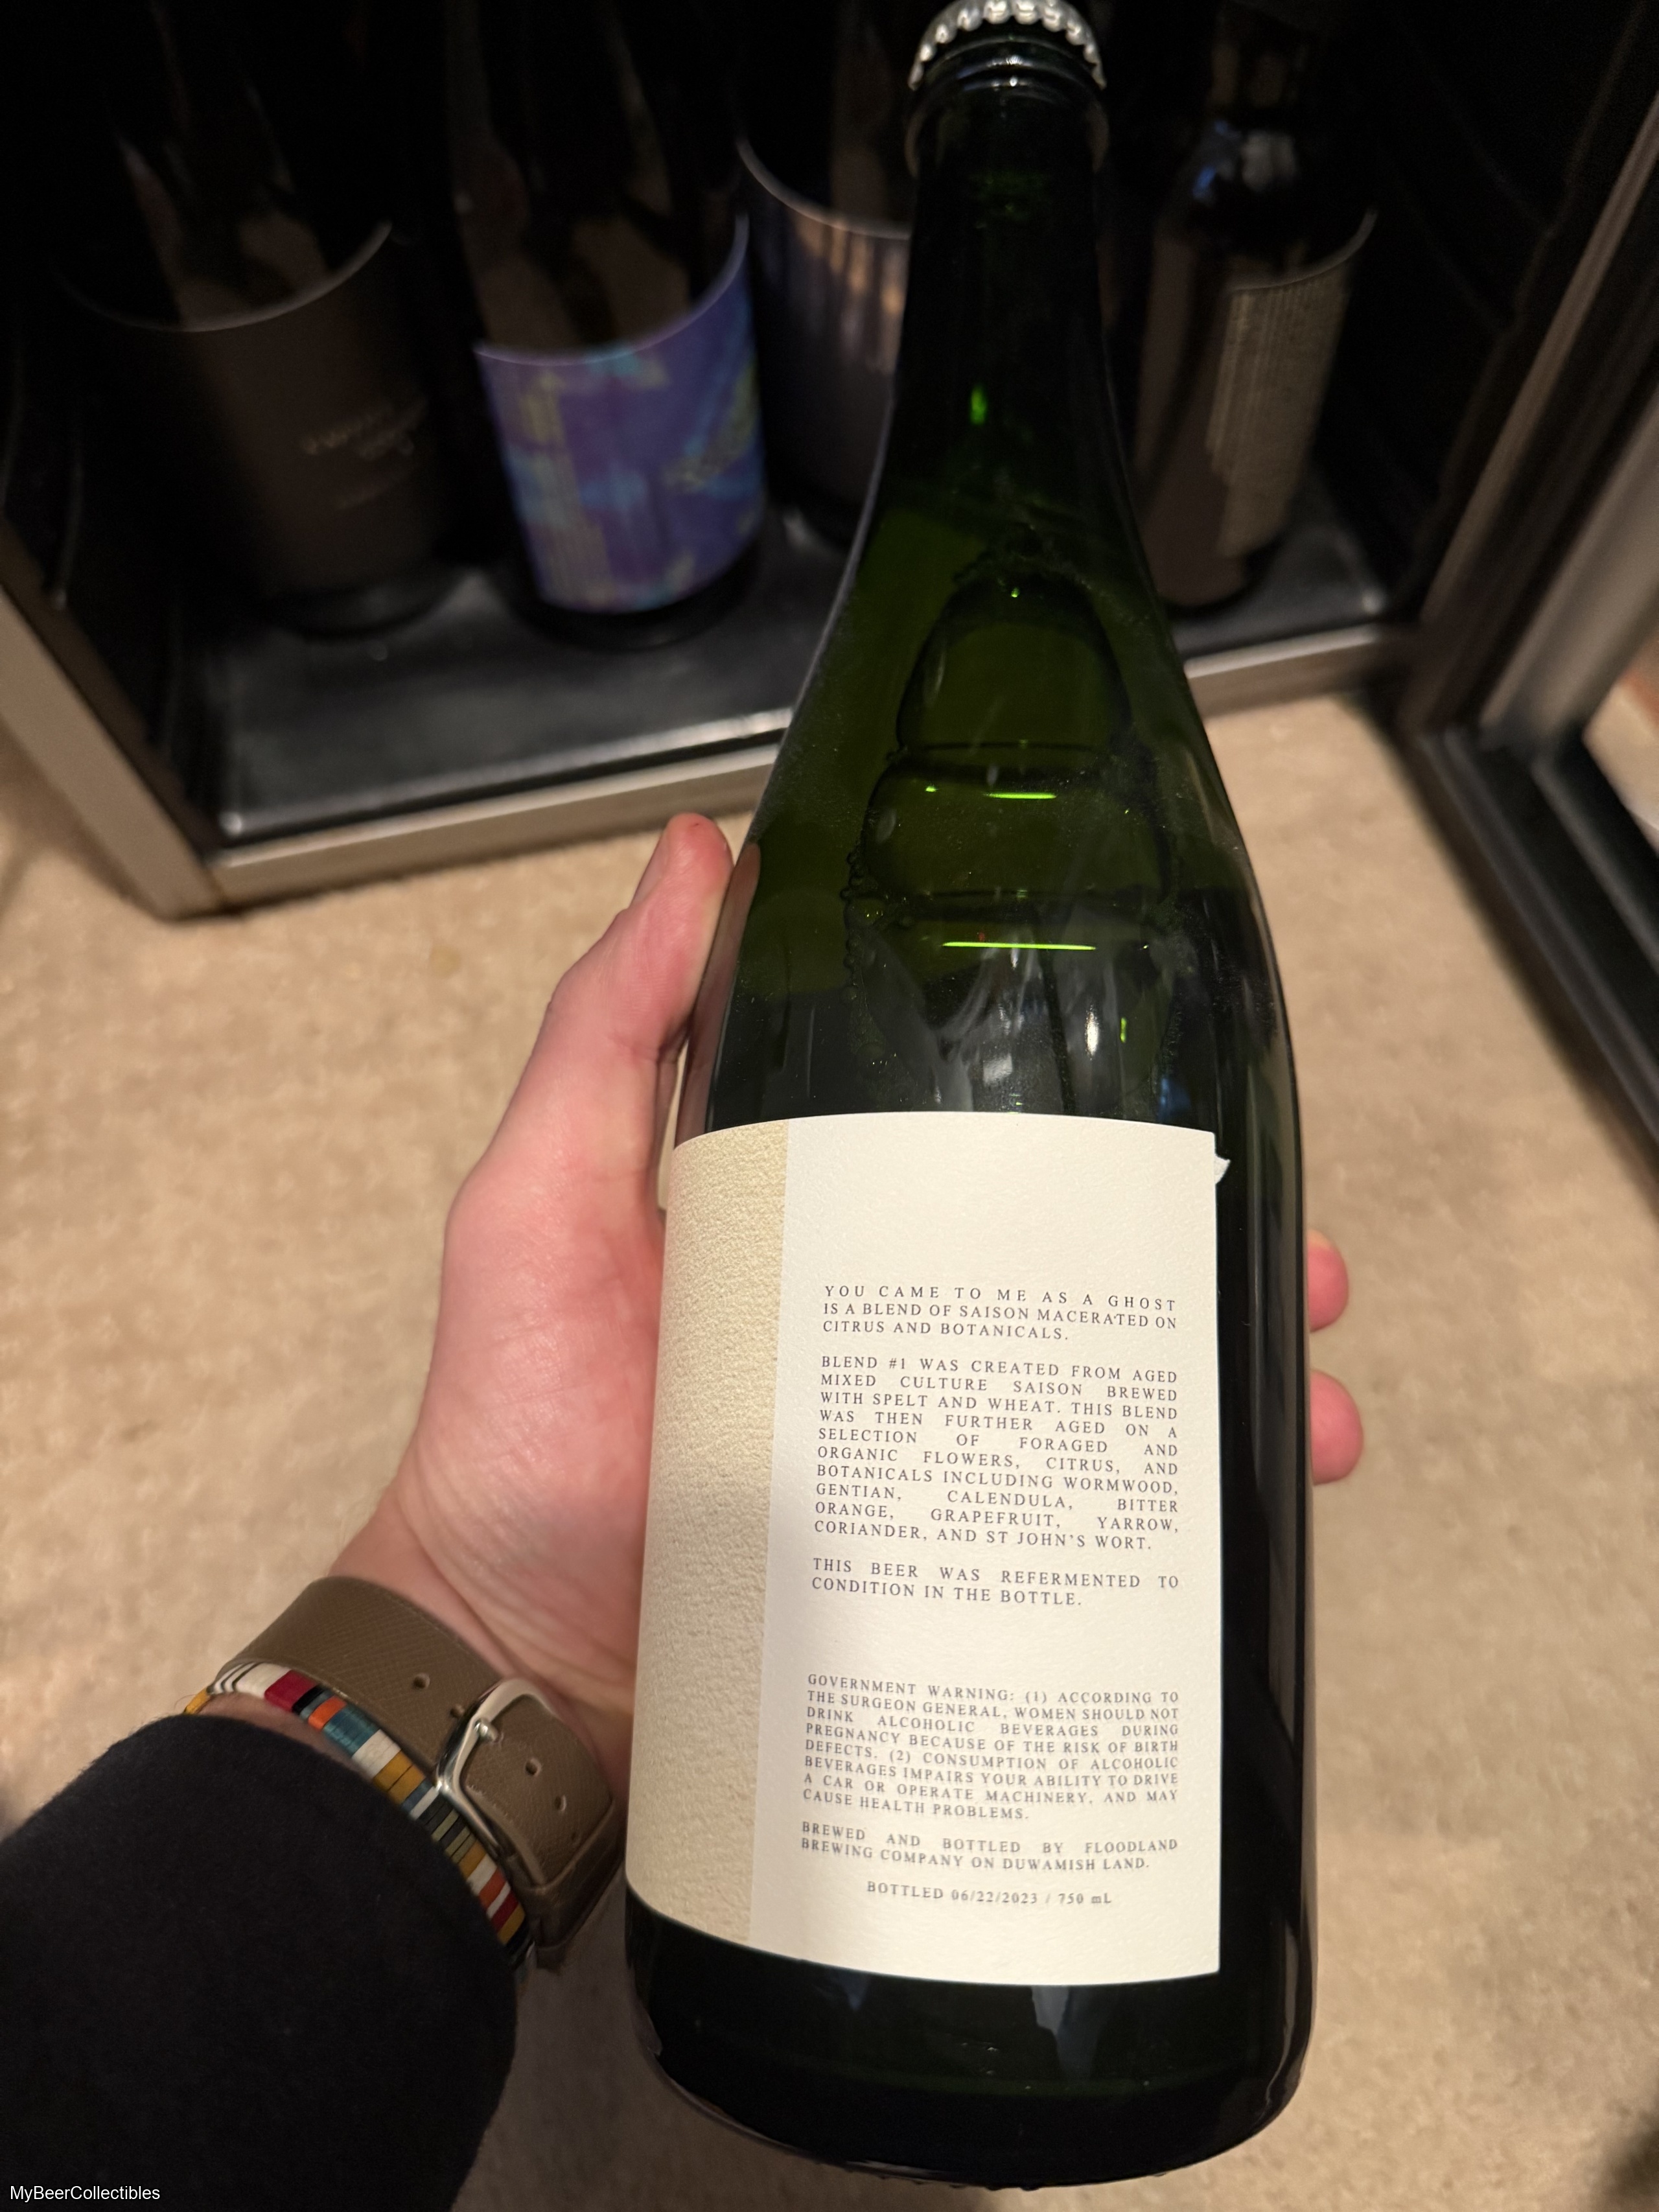 YOU CAME TO ME AS A GHOST
IS A BLEND OF SAISON MACERATED ON
CITRUS AND BOTANICALS.
BLEND #1 WAS CREATED FROM AGED
MIXED CULTURE SAISON BREWED
WITH SPELT AND WHEAT. THIS BLEND
WAS THEN FURTHER AGED ON A
SELECTION OF FORAGED AND
ORGANIC FLOWERS, CITRUS, AND
BOTANICALS INCLUDING WORMWOOD,
GENTIAN, CALENDULA, BITTER
ORANGE, GRAPEFRUIT, YARROW,
CORIANDER, AND ST JOHN'S WORT.
THIS BEER WAS REFERMENTED TO
CONDITION IN THE BOTTLE.
GOVERNMENT WARNING: (1) ACCORDING TO
THE SURGEON GENERAL, WOMEN SHOULD NOT
DRINK ALCOHOLIC BEVERAGES DURING
PREGNANCY BECAUSE OF THE RISK OF BIRTH
DEFECTS. (2) CONSUMPTION OF ALCOHOLIC
BEVERAGES IMPAIRS YOUR ABILITY TO DRIVE
A CAR OR OPERATE MACHINERY, AND MAY
CAUSE HEALTH PROBLEMS.
BREWED AND BOTTLED BY FLOODLAND
BREWING COMPANY ON DUWAMISH LAND.
BOTTLED 06/22/2023 / 750 mL
MyBeerCollectibles